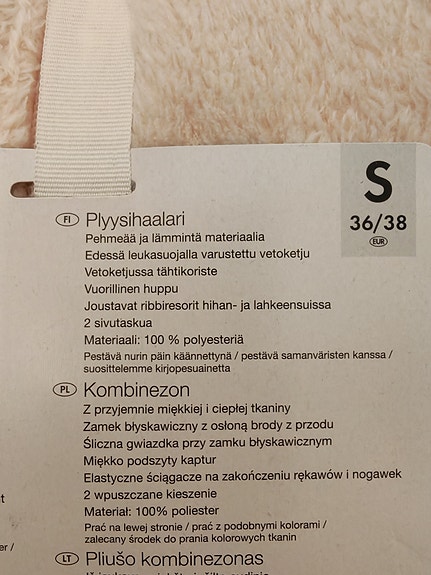 S
36/38
EUR
FI Plyysihaalari
Pehmeää ja lämmintä materiaalia
Edessä leukasuojalla varustettu vetoketju
Vetoketjussa tähtikoriste
Vuorillinen huppu
Joustavat ribbiresorit hihan- ja lahkeensuissa
2 sivutaskua
Materiaali: 100 % polyesteriä
Pestävä nurin päin käännettynä / pestävä samanväristen kanssa /
suosittelemme kirjopesuainetta
PL Kombinezon
Z przyjemnie miękkiej i ciepłej tkaniny
Zamek błyskawiczny z osłoną brody z przodu
Śliczna gwiazdka przy zamku błyskawicznym
Miękko podszyty kaptur
Elastyczne ściągacze na zakończeniu rękawów i nogawek
2 wpuszczane kieszenie
Materiał: 100% poliester
Prać na lewej stronie / prać z podobnymi kolorami /
zalecany środek do prania kolorowych tkanin
LT Pliušo kombinezonas